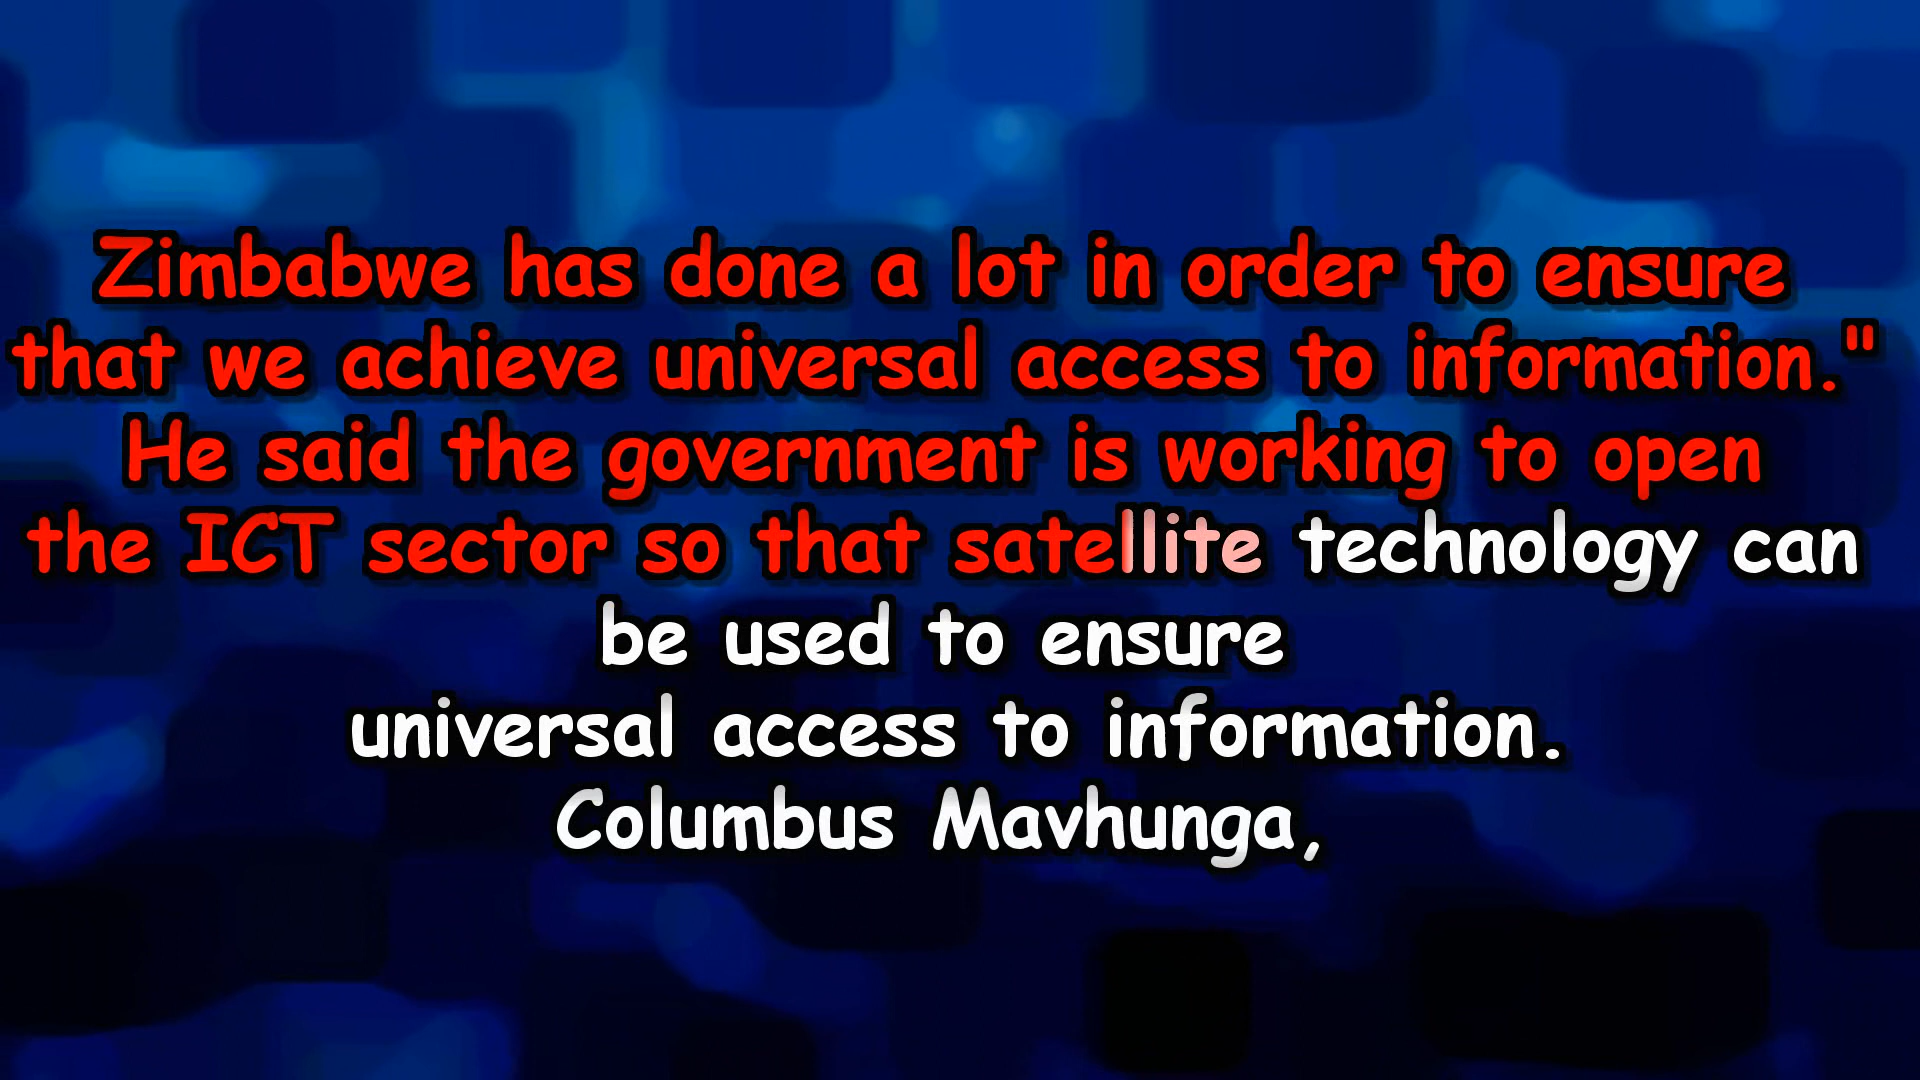 Zimbabwe has done a lot in order to ensure
that we achieve universal access to information."
He said the government is working to open
the ICT sector so that satellite technology can
be used to ensure
universal access to information.
Columbus Mavhunga,